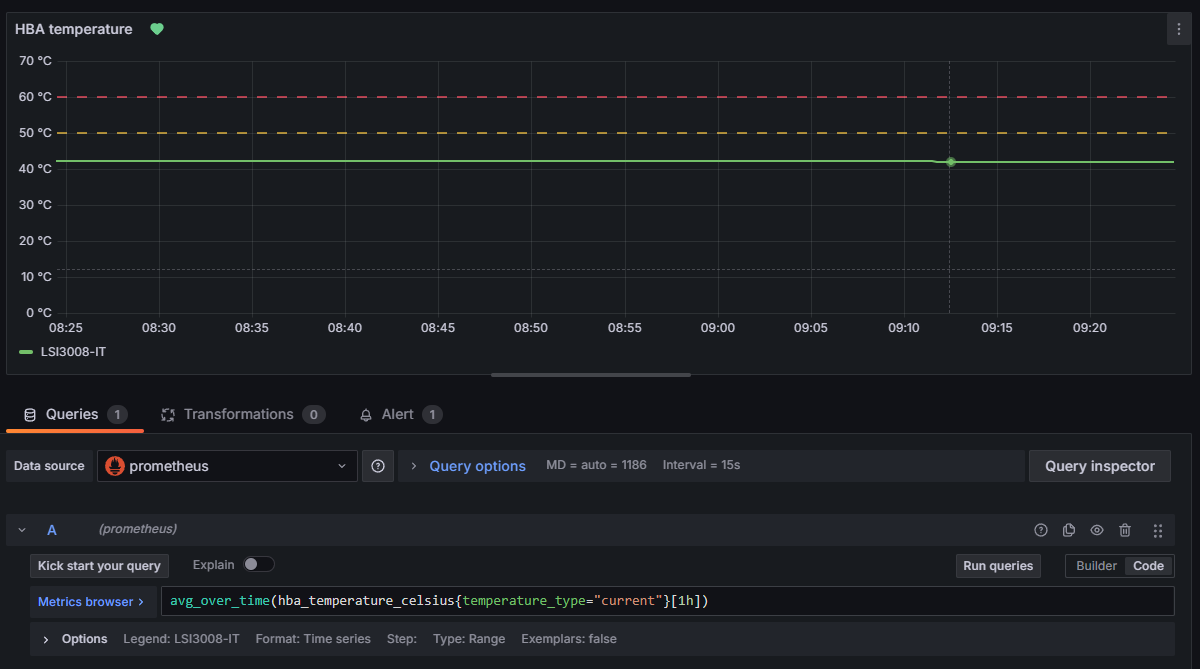 HBA temperature
70 °C
60 °C
50 °C
40 °C
30 °C
20 °C
10 °C
0 °C
08:25 08:30 08:35 08:40 08:45 08:50 08:55 09:00 09:05 09:10 09:15 09:20
LSI3008-IT
Queries 1 Transformations 0 Alert 1
Data source prometheus ? > Query options MD = auto = 1186 Interval = 15s Query inspector
A (prometheus) ?
Kick start your query Explain Run queries Builder Code
Metrics browser > avg_over_time(hba_temperature_celsius{temperature_type="current"}[1h])
> Options Legend: LSI3008-IT Format: Time series Step: Type: Range Exemplars: false